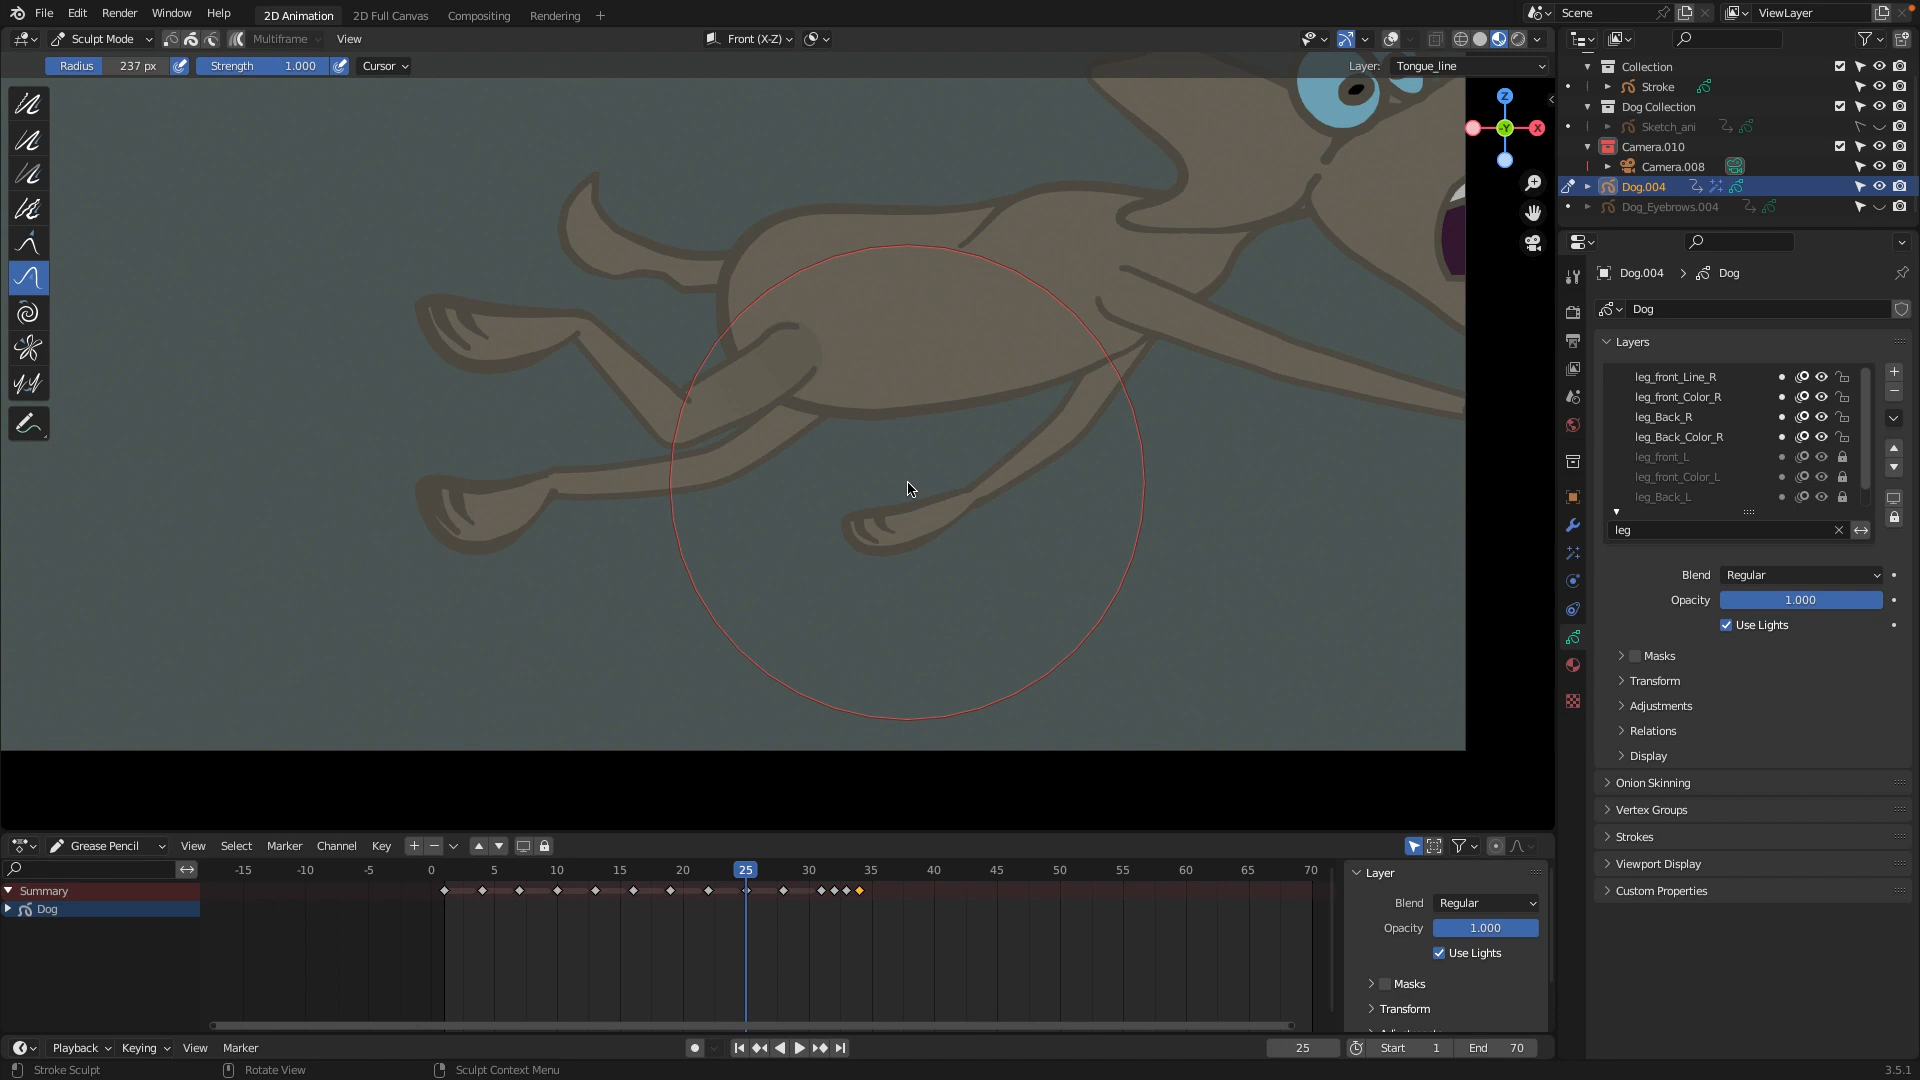 File Edit Render Window Help 2D Animation 2D Full Canvas Compositing Rendering + Scene ViewLayer
Sculpt Mode Multiframe View Front (X-Z)
Radius 237 px Strength 1.000 Cursor Layer: Tongue_line
Z
-Y X
Collection
Stroke
Dog Collection
Sketch_ani
Camera.010
Camera.008
Dog.004
Dog_Eyebrows.004
Dog.004 > Dog
Dog
Layers
leg_front_Line_R
leg_front_Color_R
leg_Back_R
leg_Back_Color_R
leg_front_L
leg_front_Color_L
leg_Back_L
leg
Blend Regular
Opacity 1.000
Use Lights
Masks
Transform
Adjustments
Relations
Display
Onion Skinning
Vertex Groups
Strokes
Viewport Display
Custom Properties
Grease Pencil View Select Marker Channel Key
-15 -10 -5 0 5 10 15 20 25 30 35 40 45 50 55 60 65 70
Summary
Dog
Layer
Blend Regular
Opacity 1.000
Use Lights
Masks
Transform
Playback Keying View Marker 25 Start 1 End 70
Stroke Sculpt Rotate View Sculpt Context Menu 3.5.1